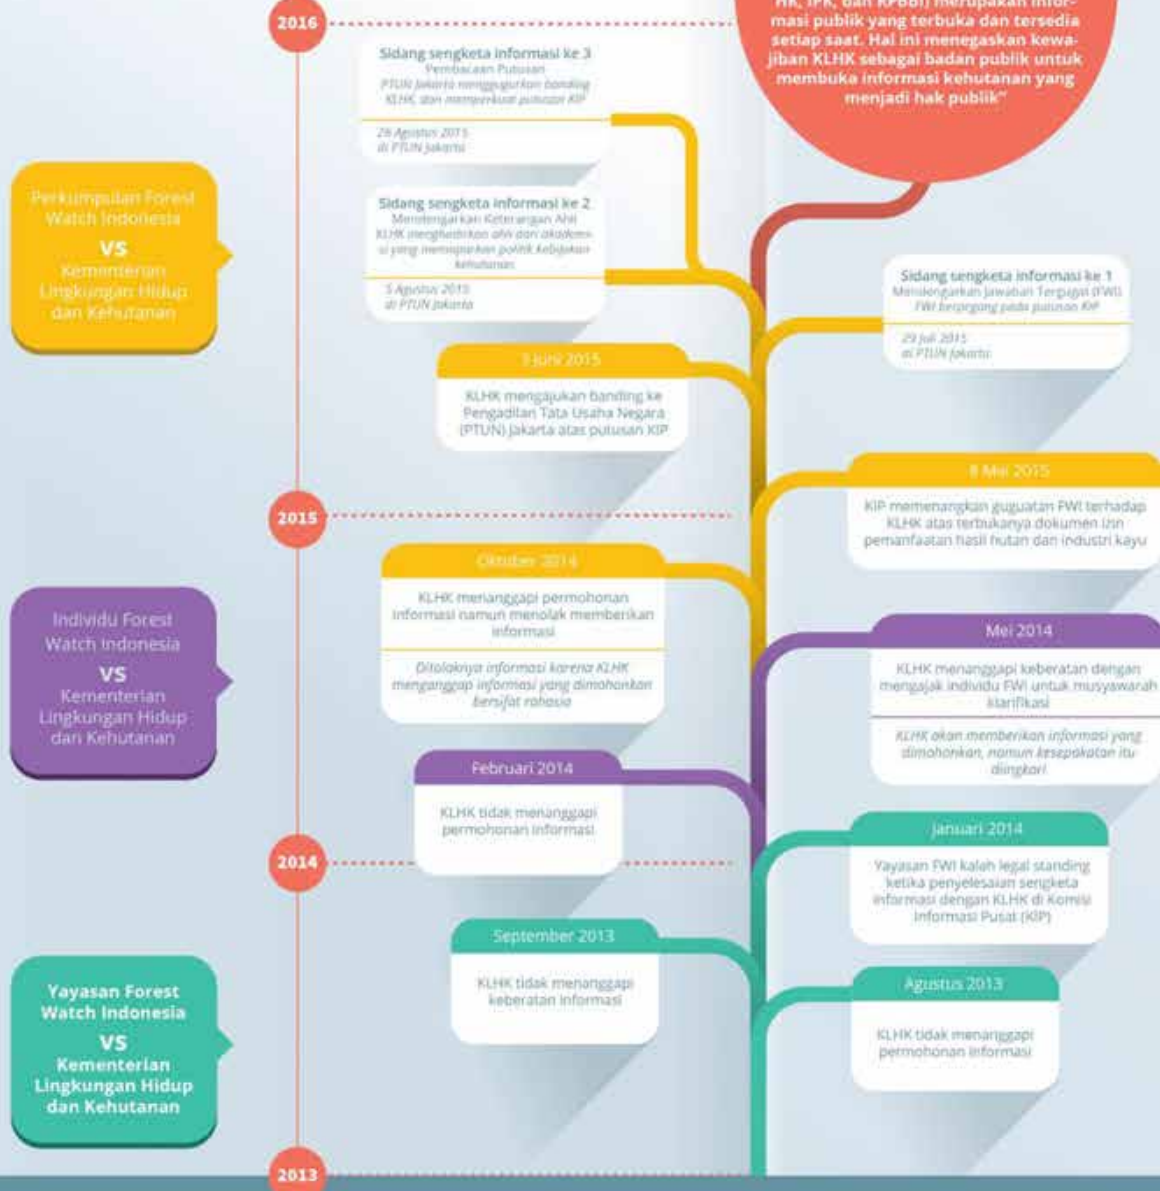 2016
HK, IPK, dan RPBBI) merupakan infor-
masi publik yang terbuka dan tersedia
setiap saat. Hal ini menegaskan kewa-
jiban KLHK sebagai badan publik untuk
membuka informasi kehutanan yang
menjadi hak publik"
Sidang sengketa informasi ke 3
Pembacaan Putusan
PTUN Jakarta menggugurkan banding
KLHK, dan memperkuat putusan KIP
26 Agustus 2015
di PTUN Jakarta
Perkumpulan Forest
Watch Indonesia
VS
Kementerian
Lingkungan Hidup
dan Kehutanan
Sidang sengketa informasi ke 2
Mendengarkan Keterangan Ahli
KLHK menghadirkan ahli dan akademi-
si yang memaparkan politik kebijakan
kehutanan
5 Agustus 2015
di PTUN Jakarta
Sidang sengketa informasi ke 1
Mendengarkan Jawaban Tergugat (FWI)
FWI berpegang pada putusan KIP
29 Juli 2015
di PTUN Jakarta
3 Juni 2015
KLHK mengajukan banding ke
Pengadilan Tata Usaha Negara
(PTUN) Jakarta atas putusan KIP
8 Mei 2015
KIP memenangkan guguatan FWI terhadap
KLHK atas terbukanya dokumen izin
pemanfaatan hasil hutan dan industri kayu
2015
Oktober 2014
KLHK menanggapi permohonan
informasi namun menolak memberikan
informasi
Ditolaknya informasi karena KLHK
menganggap informasi yang dimohonkan
bersifat rahasia
Individu Forest
Watch Indonesia
VS
Kementerian
Lingkungan Hidup
dan Kehutanan
Mei 2014
KLHK menanggapi keberatan dengan
mengajak individu FWI untuk musyawarah
klarifikasi
KLHK akan memberikan informasi yang
dimohonkan, namun kesepakatan itu
diingkari
Februari 2014
KLHK tidak menanggapi
permohonan informasi
2014
Januari 2014
Yayasan FWI kalah legal standing
ketika penyelesaian sengketa
informasi dengan KLHK di Komisi
Informasi Pusat (KIP)
September 2013
KLHK tidak menanggapi
keberatan informasi
Yayasan Forest
Watch Indonesia
VS
Kementerian
Lingkungan Hidup
dan Kehutanan
Agustus 2013
KLHK tidak menanggapi
permohonan informasi
2013